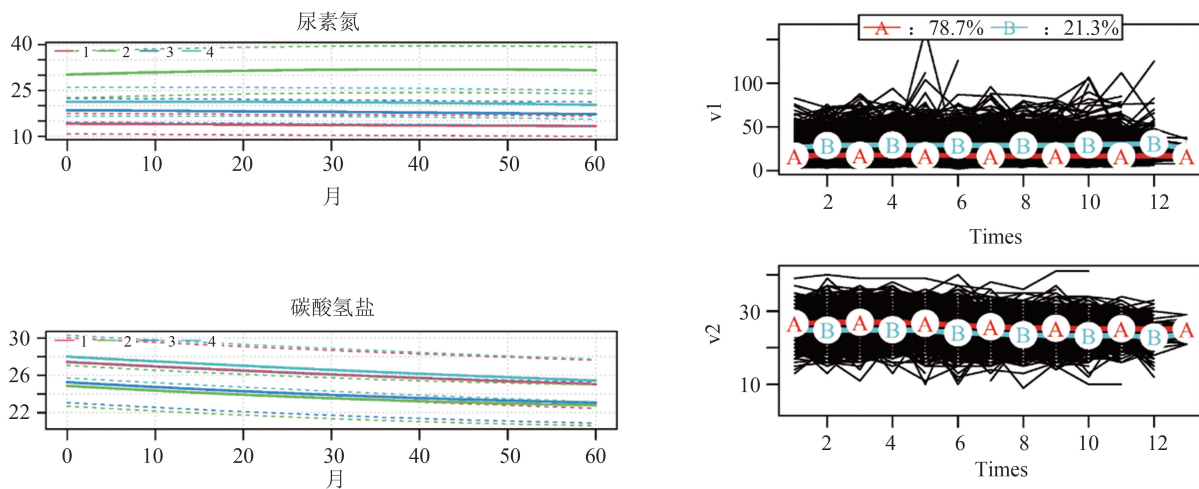 尿素氮
40
25
10
1 2 3 4
0 10 20 30 40 50 60
月
A : 78.7% B : 21.3%
v1
100
50
0
A B A B A B A B A B A B A
2 4 6 8 10 12
Times
碳酸氢盐
30
28
26
24
22
1 2 3 4
0 10 20 30 40 50 60
月
v2
30
10
A B A B A B A B A B A B A
2 4 6 8 10 12
Times